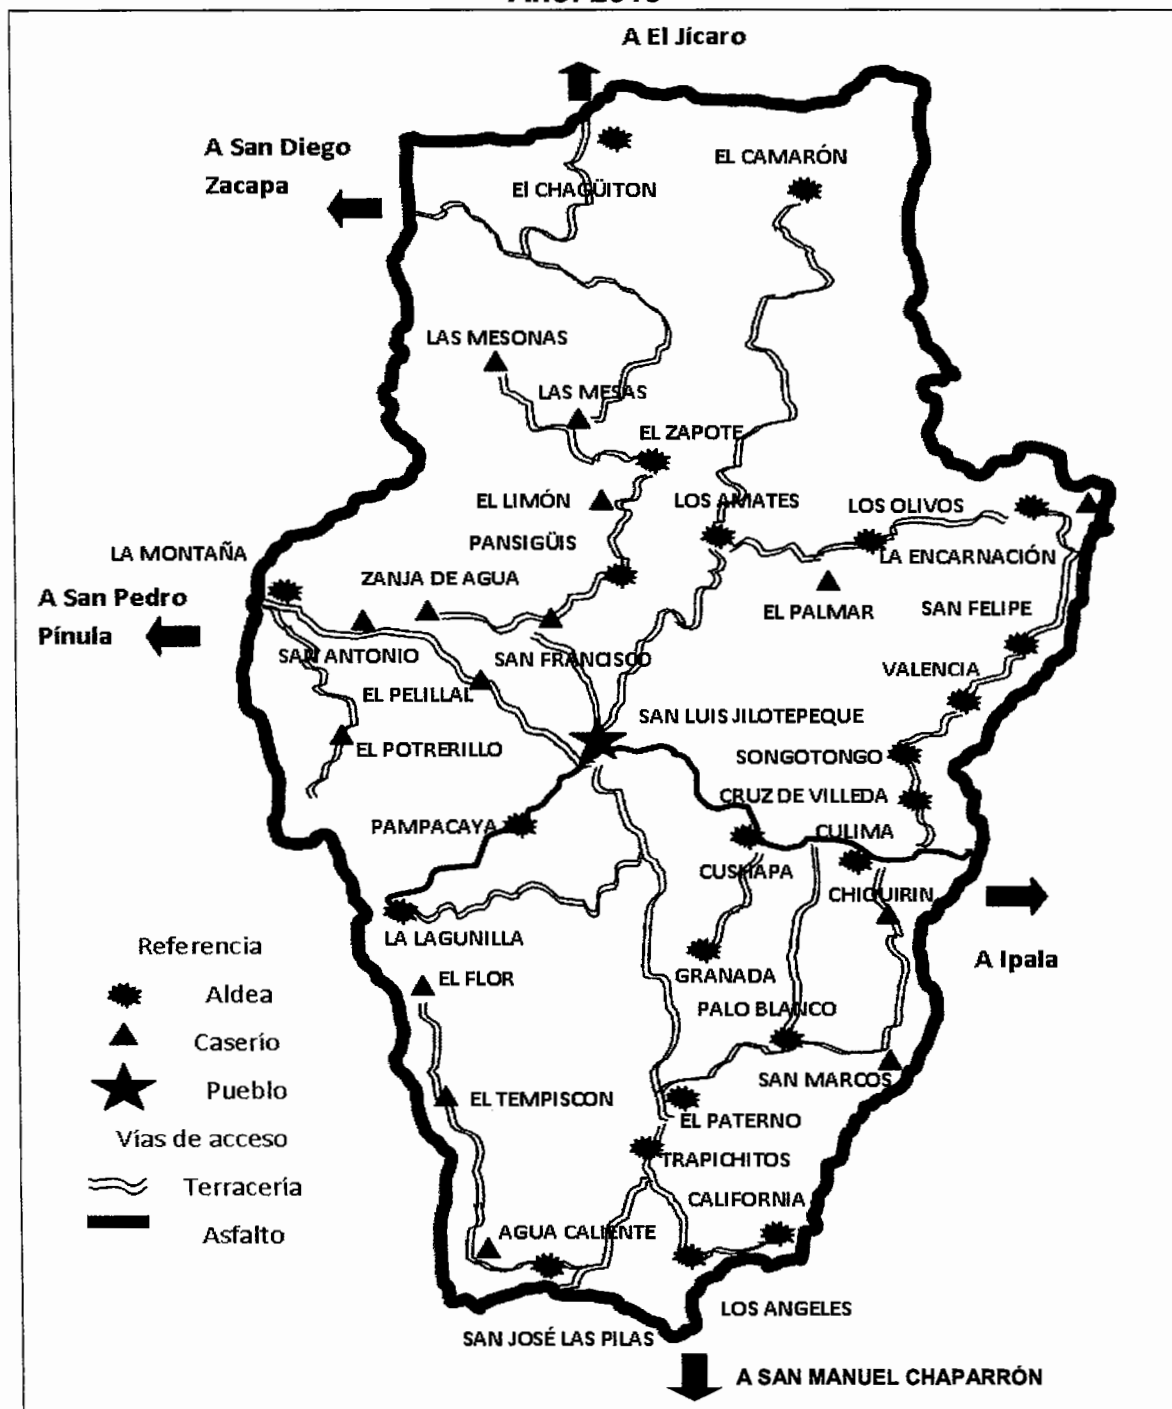 A El Jícaro
A San Diego
Zacapa
EL CAMARÓN
El CHAGÜITON
LAS MESONAS
LAS MESAS
EL ZAPOTE
EL LIMÓN
LOS AMATES
LOS OLIVOS
PANSIGÜIS
LA MONTAÑA
LA ENCARNACIÓN
ZANJA DE AGUA
A San Pedro
Pínula
EL PALMAR
SAN FELIPE
SAN ANTONIO
SAN FRANCISCO
VALENCIA
EL PELILLAL
SAN LUIS JILOTEPEQUE
EL POTRERILLO
SONGOTONGO
CRUZ DE VILLEDA
PAMPACAYA
CULIMA
CUSHAPA
CHIQUIRIN
LA LAGUNILLA
Referencia
A Ipala
EL FLOR
GRANADA
Aldea
PALO BLANCO
Caserío
SAN MARCOS
Pueblo
EL TEMPISCON
EL PATERNO
Vías de acceso
TRAPICHITOS
Terracería
CALIFORNIA
Asfalto
AGUA CALIENTE
LOS ANGELES
SAN JOSÉ LAS PILAS
A SAN MANUEL CHAPARRÓN